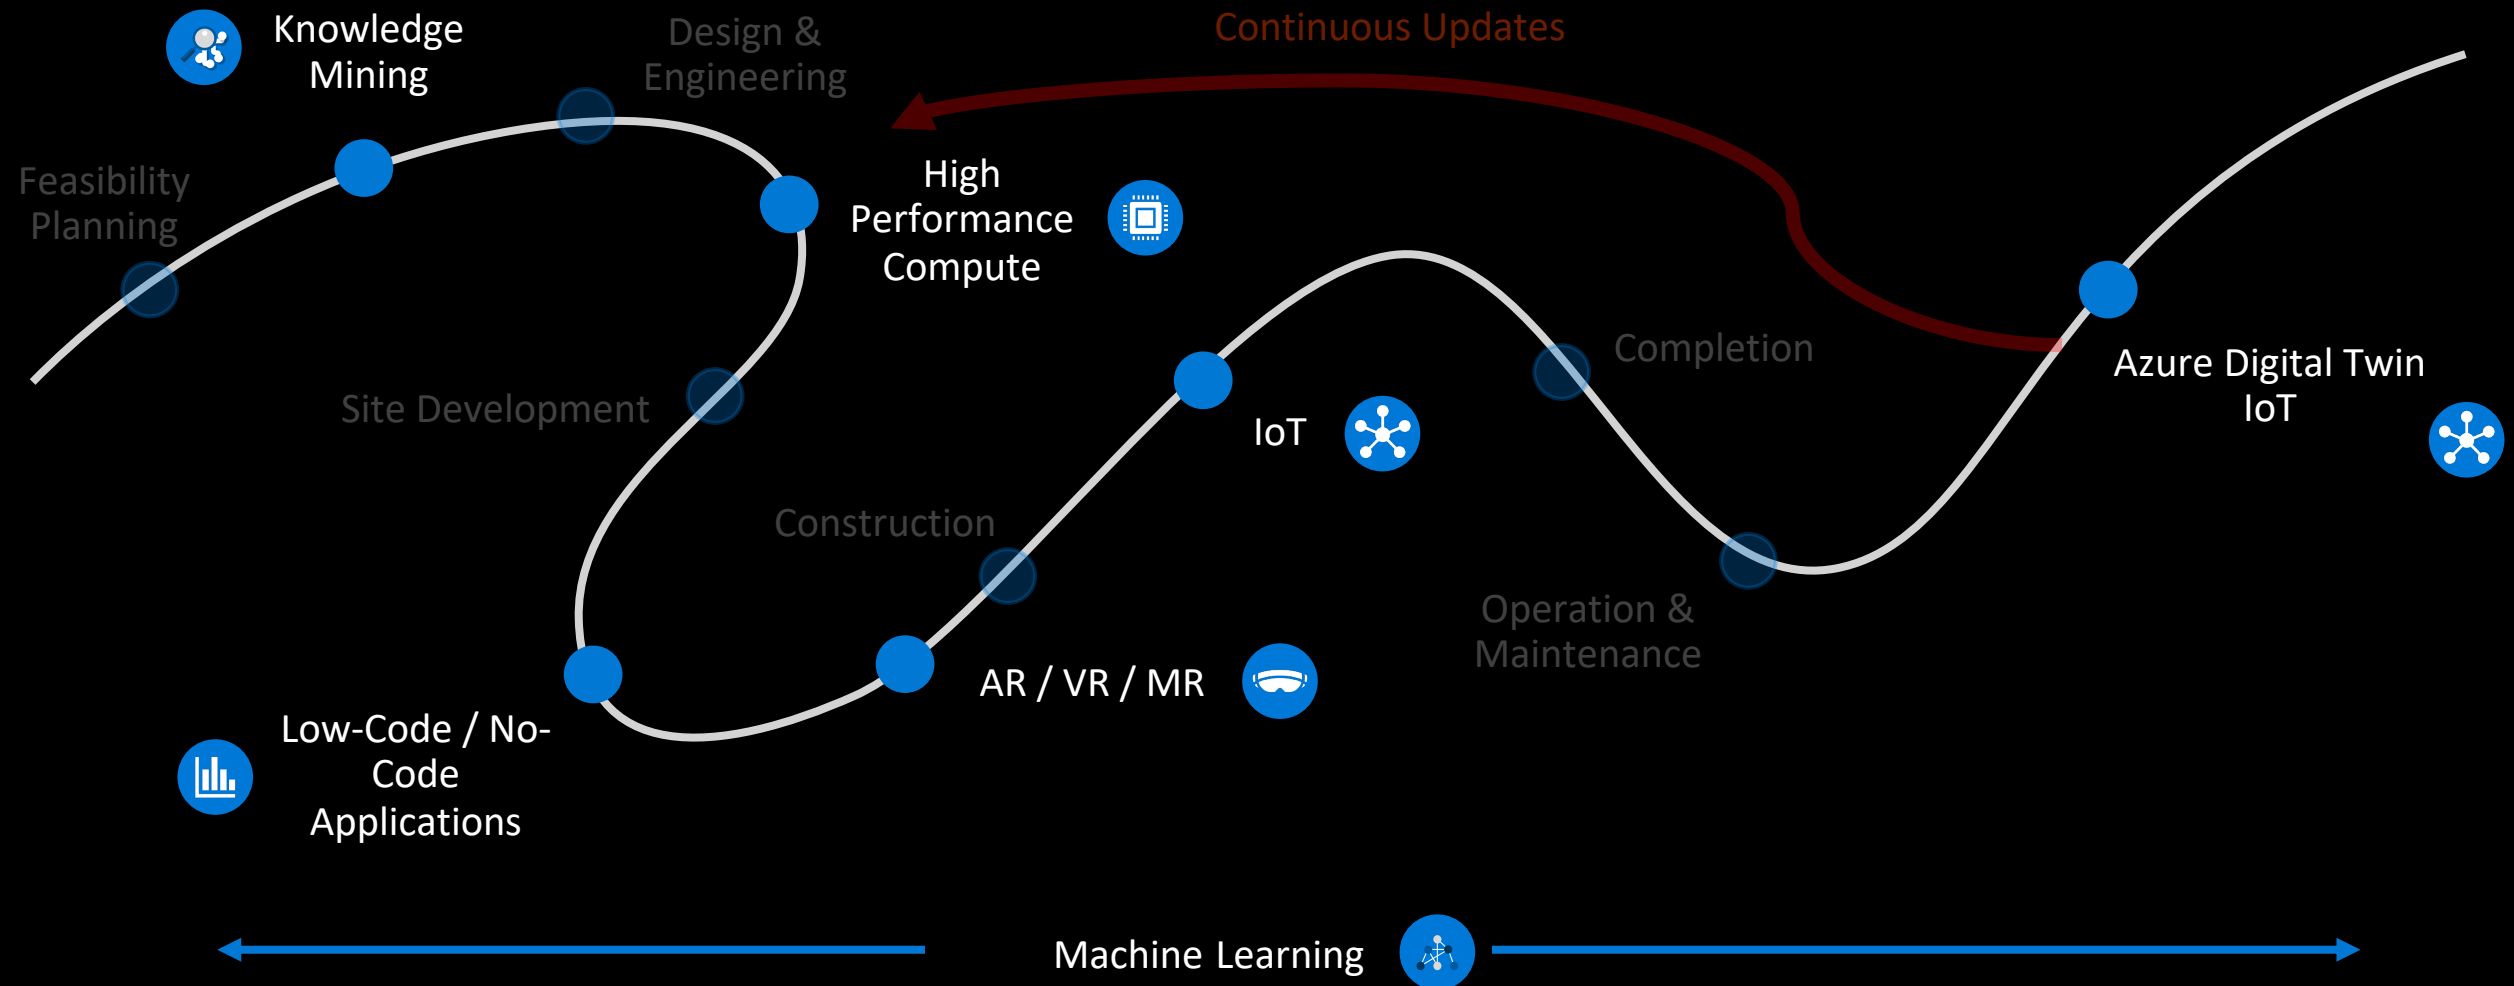 Knowledge
Mining
Design &
Engineering
Continuous Updates
Feasibility
Planning
High
Performance
Compute
Site Development
Completion
Azure Digital Twin
IoT
IoT
Construction
Operation &
Maintenance
AR / VR / MR
Low-Code / No-
Code
Applications
Machine Learning